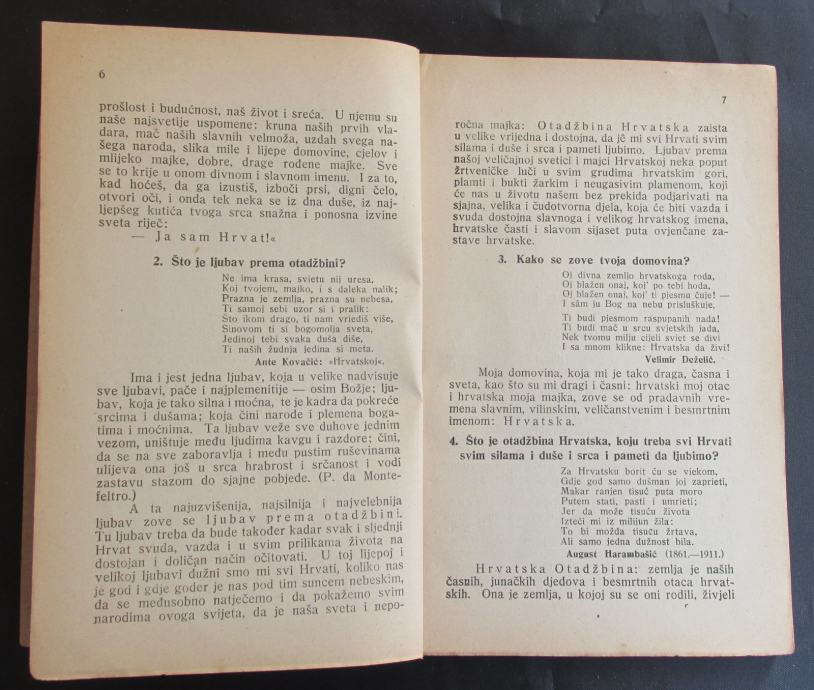 6
prošlost i budućnost, naš život i sreća. U njemu su
naše najsvetije uspomene: kruna naših prvih vla-
dara, mač naših slavnih velmoža, uzdah svega na-
šega naroda, slika mile i lijepe domovine, cjelov i
mlijeko majke, dobre, drage rođene majke. Sve
se to krije u onom divnom i slavnom imenu. I za to,
kad hoćeš, da ga izustiš, izboči prsi, digni čelo,
otvori oči, i onda tek neka se iz dna duše, iz naj-
ljepšeg kutića tvoga srca snažna i ponosna izvine
sveta riječ:
— Ja sam Hrvat!«
2. Što je ljubav prema otadžbini?
Ne ima krasa, svietu nij uresa,
Koj tvojem, majko, i s daleka nalik;
Prazna je zemlja, prazna su nebesa,
Ti samoj sebi uzor si i pralik:
Što ikom drago, ti nam vriediš više,
Sinovom ti si bogomolja sveta,
Jedinoj tebi svaka duša diše,
Ti naših žudnja jedina si meta.
Ante Kovačić: »Hrvatskoj«.
Ima i jest jedna ljubav, koja u velike nadvisuje
sve ljubavi, pače i najplemenitije — osim Božje; lju-
bav, koja je tako silna i moćna, te je kadra da pokreće
srcima i dušama; koja čini narode i plemena boga-
tima i moćnima. Ta ljubav veže sve duhove jednim
vezom, uništuje među ljudima kavgu i razdore; čini,
da se na sve zaboravlja i među pustim ruševinama
ulijeva ona još u srca hrabrost i srčanost i vodi
zastavu stazom do sjajne pobjede. (P. da Monte-
feltro.)
A ta najuzvišenija, najsilnija i najvelebnija
ljubav zove se ljubav prema otadžbini.
Tu ljubav treba da bude također kadar svak i sljednji
Hrvat svuda, vazda i u svim prilikama života na
dostojan i doličan način očitovati. U toj lijepoj i
velikoj ljubavi dužni smo mi svi Hrvati, koliko nas
je god i gdje goder je nas pod tim suncem nebeskim,
da se međusobno natječemo i da pokažemo svim
narodima ovoga svijeta, da je naša sveta i nepo-
7
ročna majka: Otadžbina Hrvatska zaista
u velike vrijedna i dostojna, da jê mi svi Hrvati svim
silama i duše i srca i pameti ljubimo. Ljubav prema
našoj veličajnoj svetici i majci Hrvatskoj neka poput
žrtveničke luči u svim grudima hrvatskim gori,
plamti i bukti žarkim i neugasivim plamenom, koji
će nas u životu našem bez prekida podjarivati na
sjajna, velika i čudotvorna djela, koja će biti vazda i
svuda dostojna slavnoga i velikog hrvatskog imena,
hrvatske časti i slavom sijaset puta ovjenčane za-
stave hrvatske.
3. Kako se zove tvoja domovina?
Oj divna zemljo hrvatskoga roda,
Oj blažen onaj, koj' po tebi hoda,
Oj blažen onaj, koj' ti pjesmu čuje! —
I sâm ju Bog na nebu prisluškuje,
Ti budi pjesmom raspupanih nada!
Ti budi mač u srcu svjetskih jada,
Nek tvomu milju cijeli svijet se divi
I sa mnom klikne: Hrvatska da živi!
Velimir Deželić.
Moja domovina, koja mi je tako draga, časna i
sveta, kao što su mi dragi i časni: hrvatski moj otac
i hrvatska moja majka, zove se od pradavnih vre-
mena slavnim, vilinskim, veličanstvenim i besmrtnim
imenom: Hrvatska.
4. Što je otadžbina Hrvatska, koju treba svi Hrvati
svim silama i duše i srca i pameti da ljubimo?
Za Hrvatsku borit ću se viekom,
Gdje god samo dušman joj zaprieti,
Makar ranjen tisuć puta moro
Putem stati, pasti i umrieti;
Jer da može tisuću života
Izteći mi iz milijun žila:
To bi možda tisuću žrtava,
Ali samo jedna dužnost bila.
August Harambašić (1861.—1911.)
Hrvatska Otadžbina: zemlja je naših
časnih, junačkih djedova i besmrtnih otaca hrvat-
skih. Ona je zemlja, u kojoj su se oni rodili, živjeli